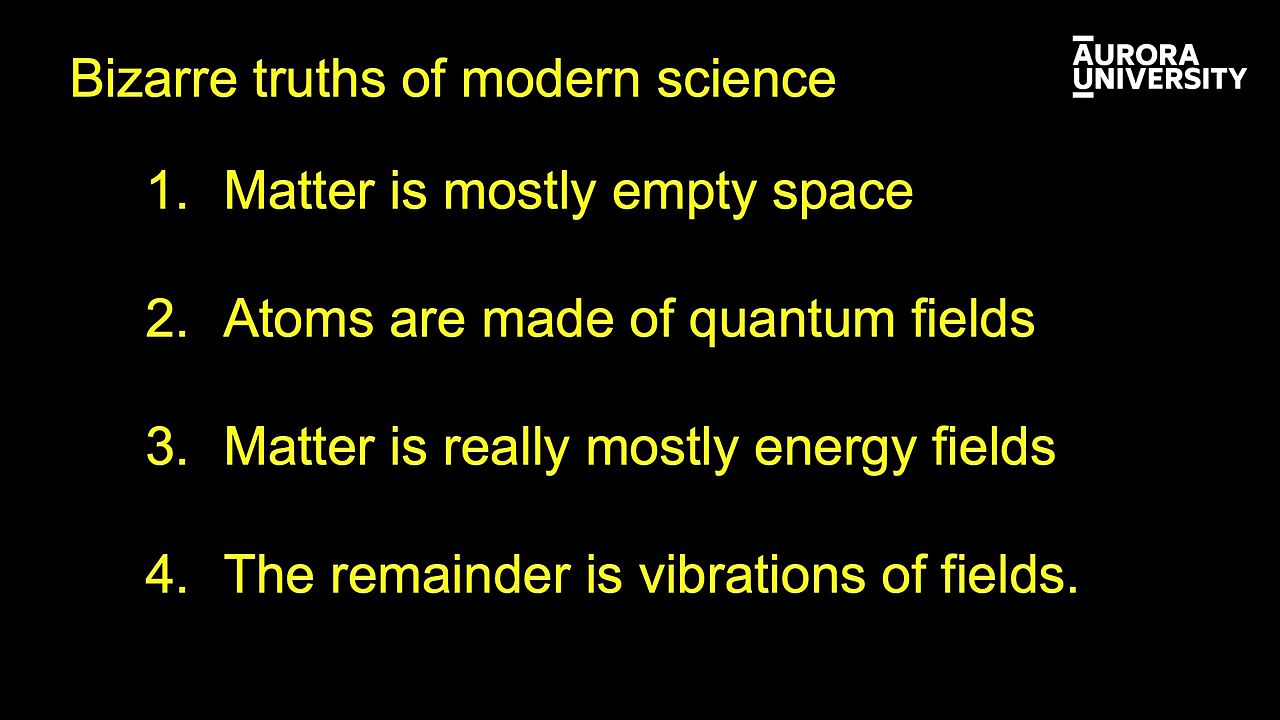 Bizarre truths of modern science
AURORA
UNIVERSITY
1. Matter is mostly empty space
2. Atoms are made of quantum fields
3. Matter is really mostly energy fields
4. The remainder is vibrations of fields.